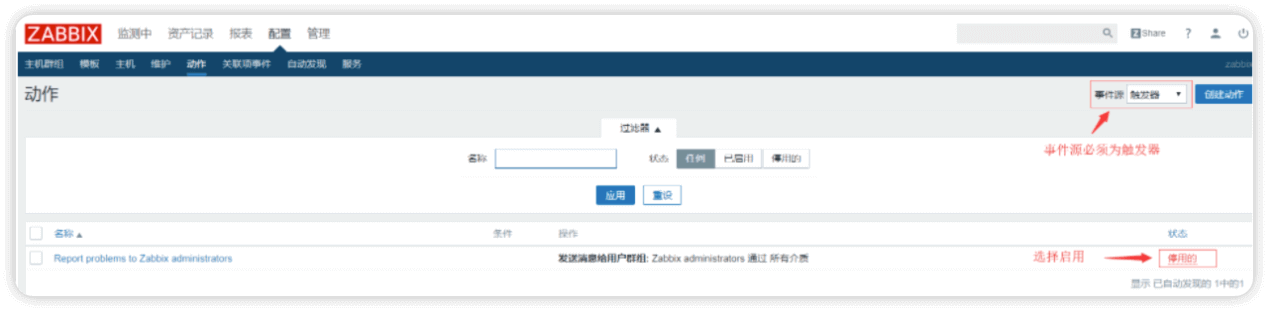 ZABBIX 监测中 资产记录 报表 配置 管理 Share ?
主机群组 模板 主机 维护 动作 关联项事件 自动发现 服务 zabbix
动作 事件源 触发器 创建动作
过滤器
事件源必须为触发器
名称 状态 任何 已启用 停用的
应用 重设
名称 条件 操作 状态
Report problems to Zabbix administrators 发送消息给用户群组: Zabbix administrators 通过 所有介质 选择启用 停用的
显示 已自动发现的 1中的1